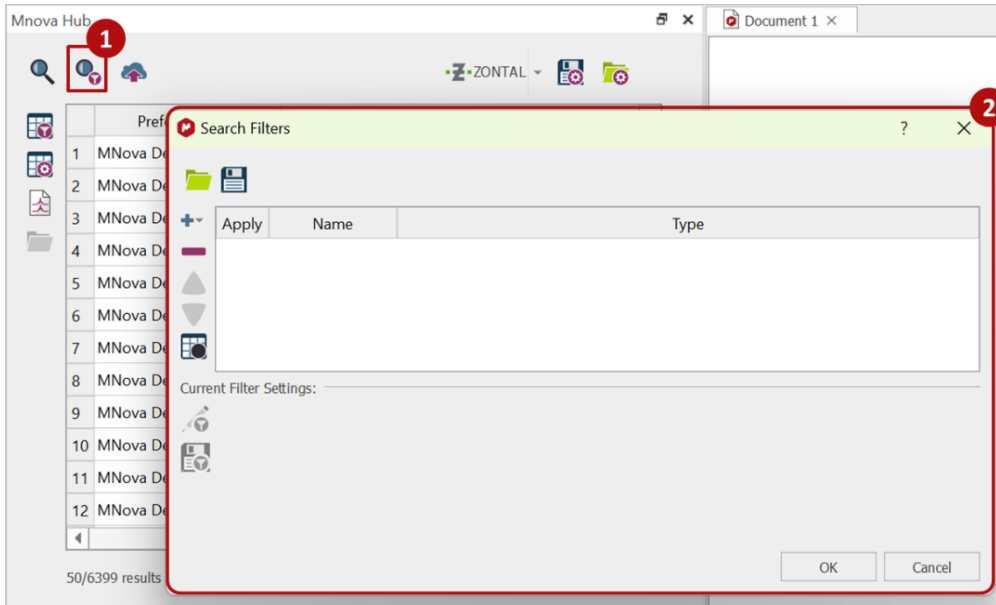 Mnova Hub
Document 1
1
ZONTAL
2
Search Filters
?
Apply Name Type
1 MNova De
2 MNova De
3 MNova De
4 MNova De
5 MNova De
6 MNova De
7 MNova De
8 MNova De
9 MNova De
10 MNova De
11 MNova De
12 MNova De
Pref
Current Filter Settings:
OK Cancel
50/6399 results